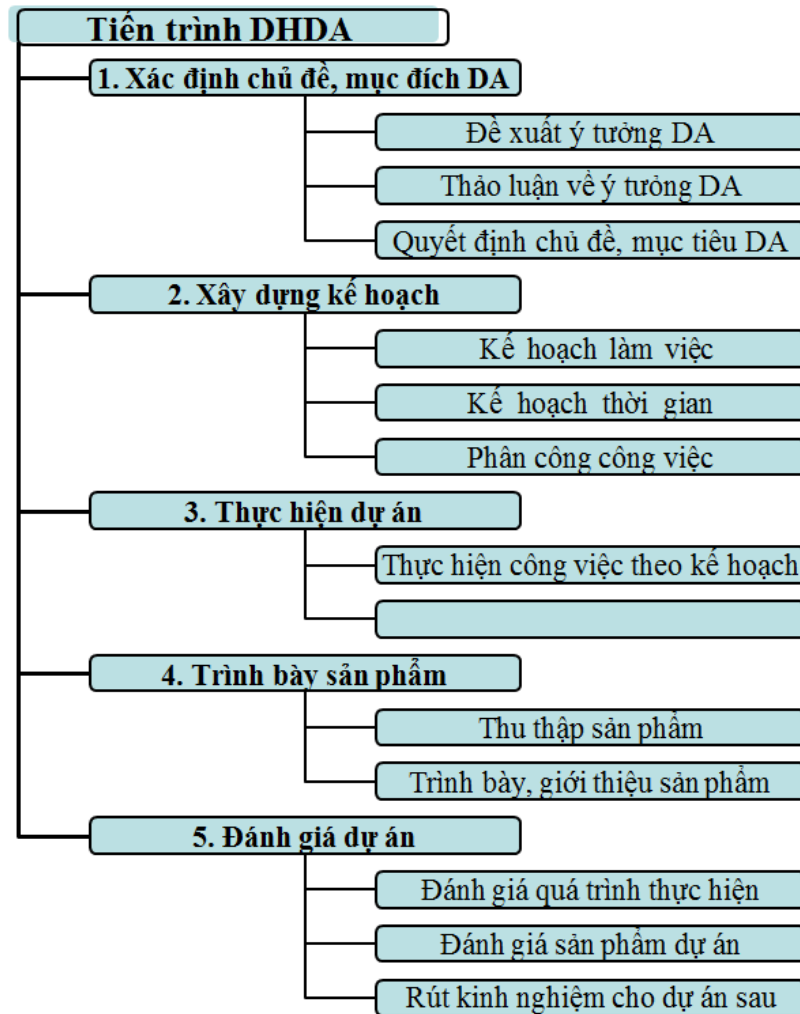 Tiến trình DHDA
1. Xác định chủ đề, mục đích DA
Đề xuất ý tưởng DA
Thảo luận về ý tưởng DA
Quyết định chủ đề, mục tiêu DA
2. Xây dựng kế hoạch
Kế hoạch làm việc
Kế hoạch thời gian
Phân công công việc
3. Thực hiện dự án
Thực hiện công việc theo kế hoạch
4. Trình bày sản phẩm
Thu thập sản phẩm
Trình bày, giới thiệu sản phẩm
5. Đánh giá dự án
Đánh giá quá trình thực hiện
Đánh giá sản phẩm dự án
Rút kinh nghiệm cho dự án sau